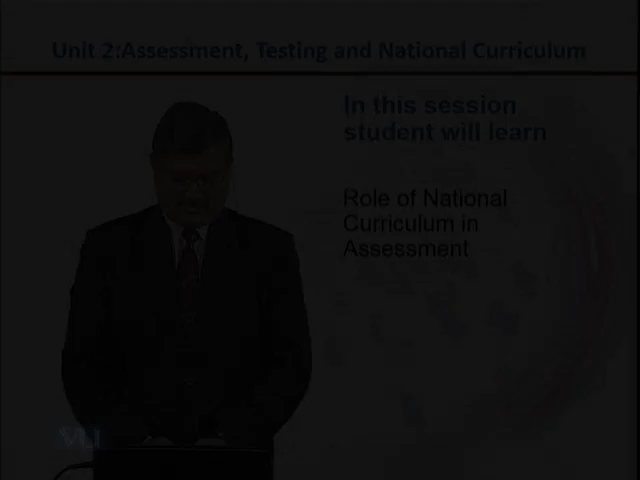 Unit 2:Assessment, Testing and National Curriculum
In this session
student will learn
Role of National
Curriculum in
Assessment